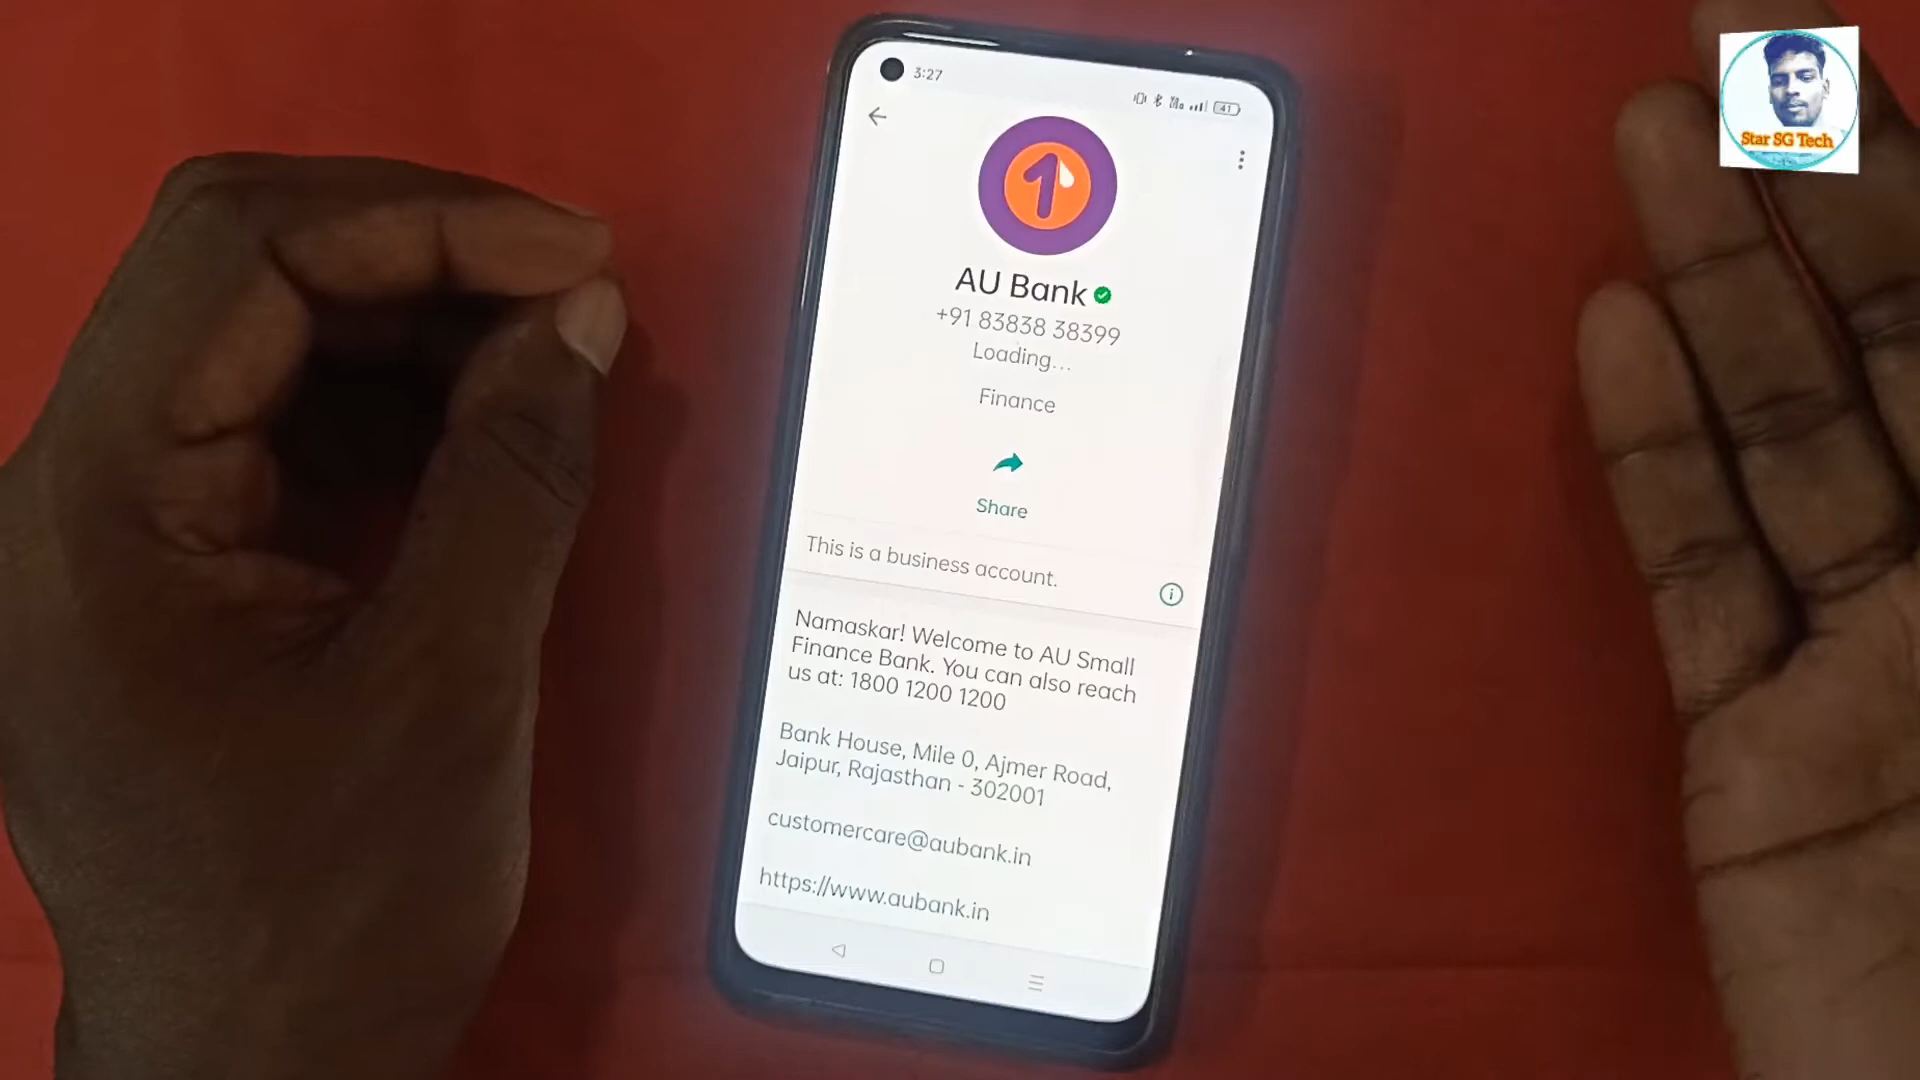 3:27
41
AU Bank
+91 83838 38399
Loading...
Finance
Share
This is a business account.
Namaskar! Welcome to AU Small
Finance Bank. You can also reach
us at: 1800 1200 1200
Bank House, Mile 0, Ajmer Road,
Jaipur, Rajasthan - 302001
customercare@aubank.in
https://www.aubank.in
Star SG Tech